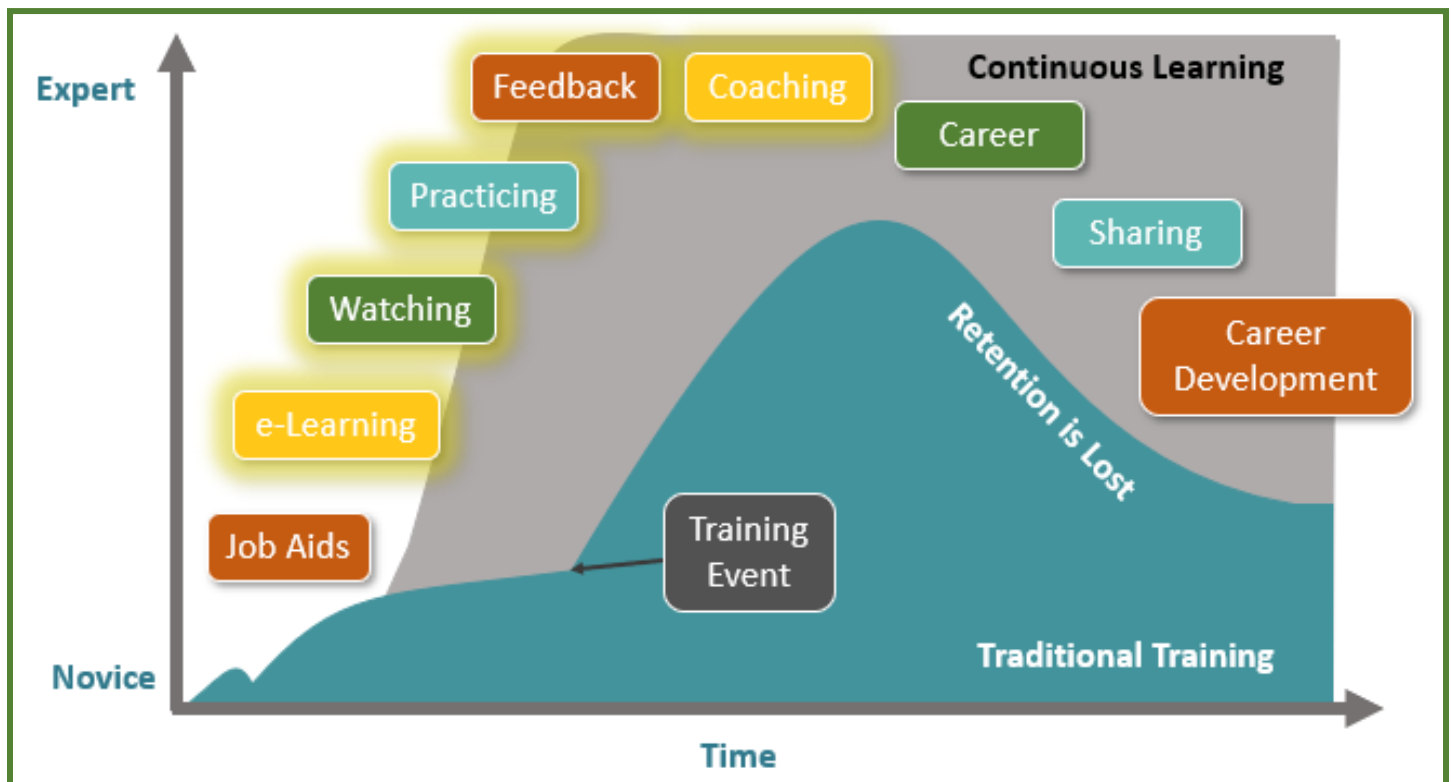 Expert
Feedback
Coaching
Continuous Learning
Career
Practicing
Sharing
Watching
Retention is Lost
Career
Development
e-Learning
Job Aids
Training
Event
Traditional Training
Novice
Time